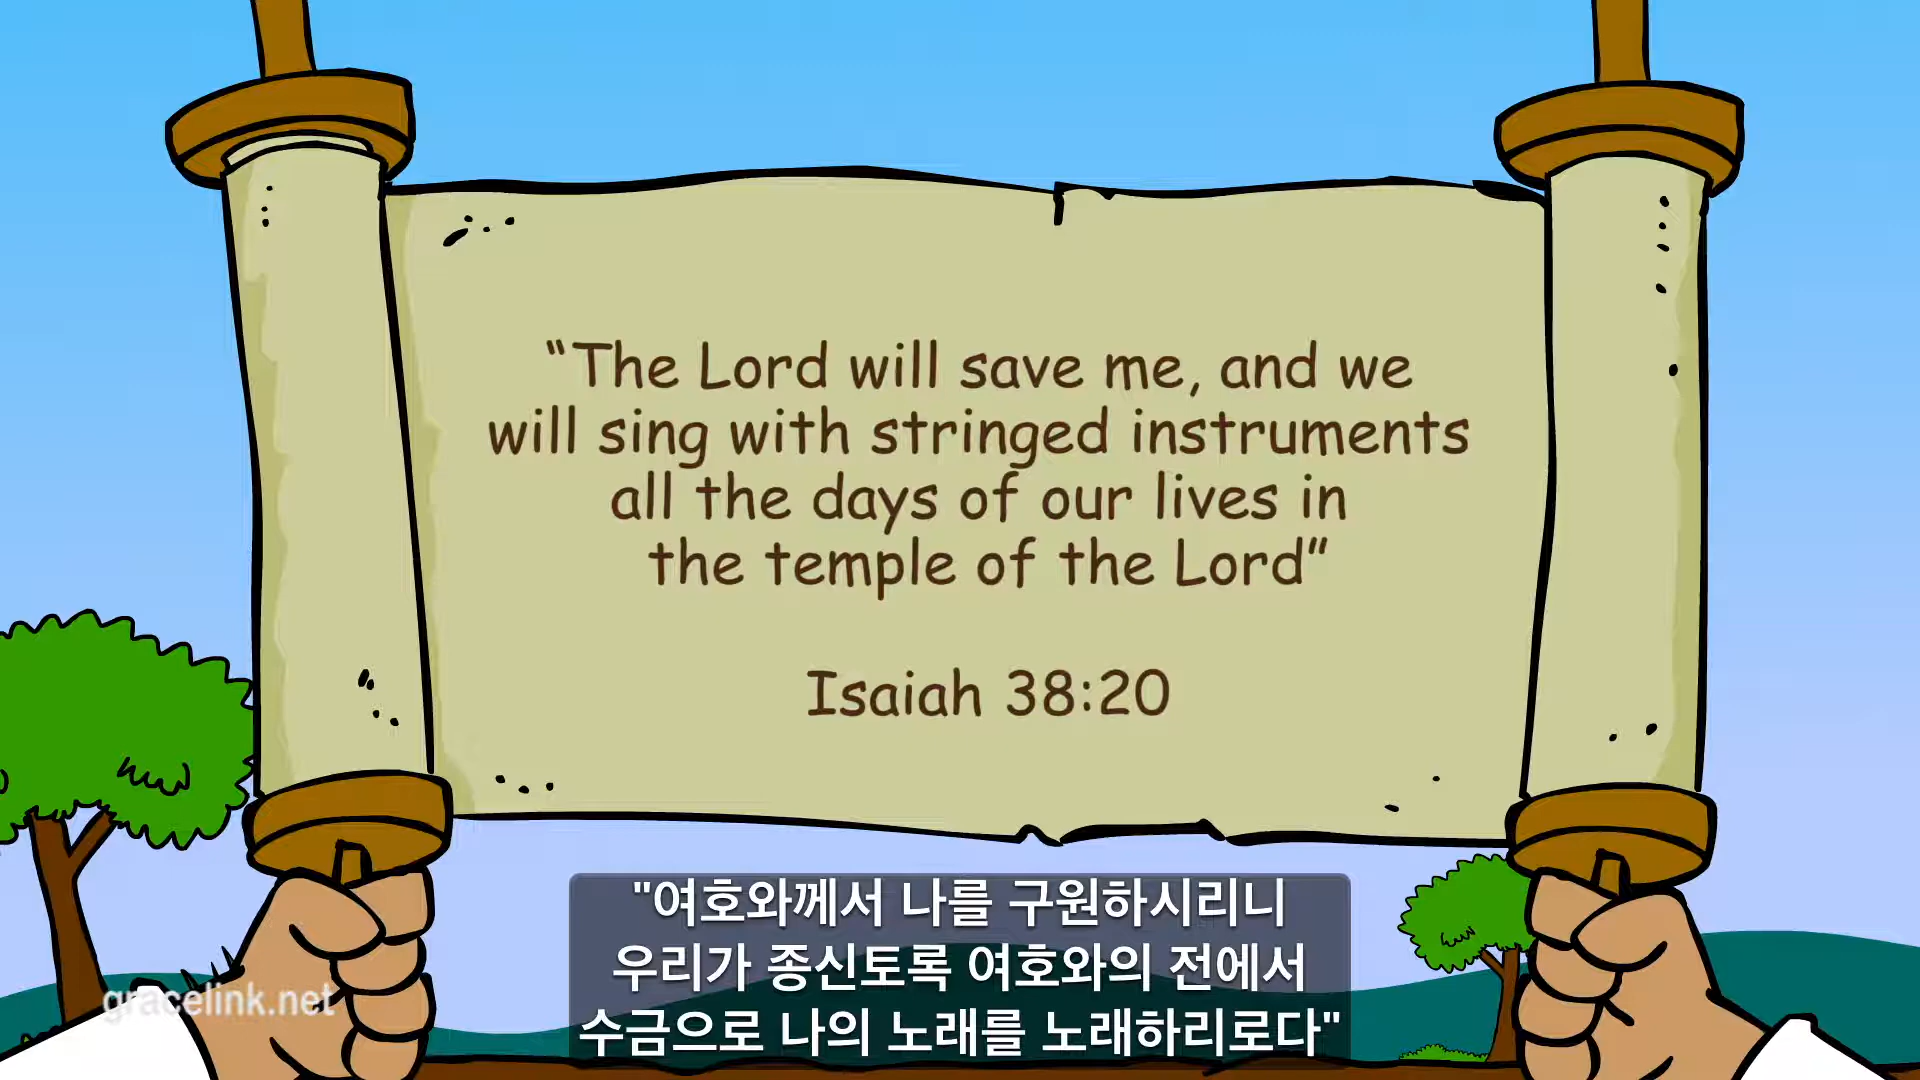 “The Lord will save me, and we
will sing with stringed instruments
all the days of our lives in
the temple of the Lord”
Isaiah 38:20
"여호와께서 나를 구원하시리니
우리가 종신토록 여호와의 전에서
수금으로 나의 노래를 노래하리로다"
gracelink.net